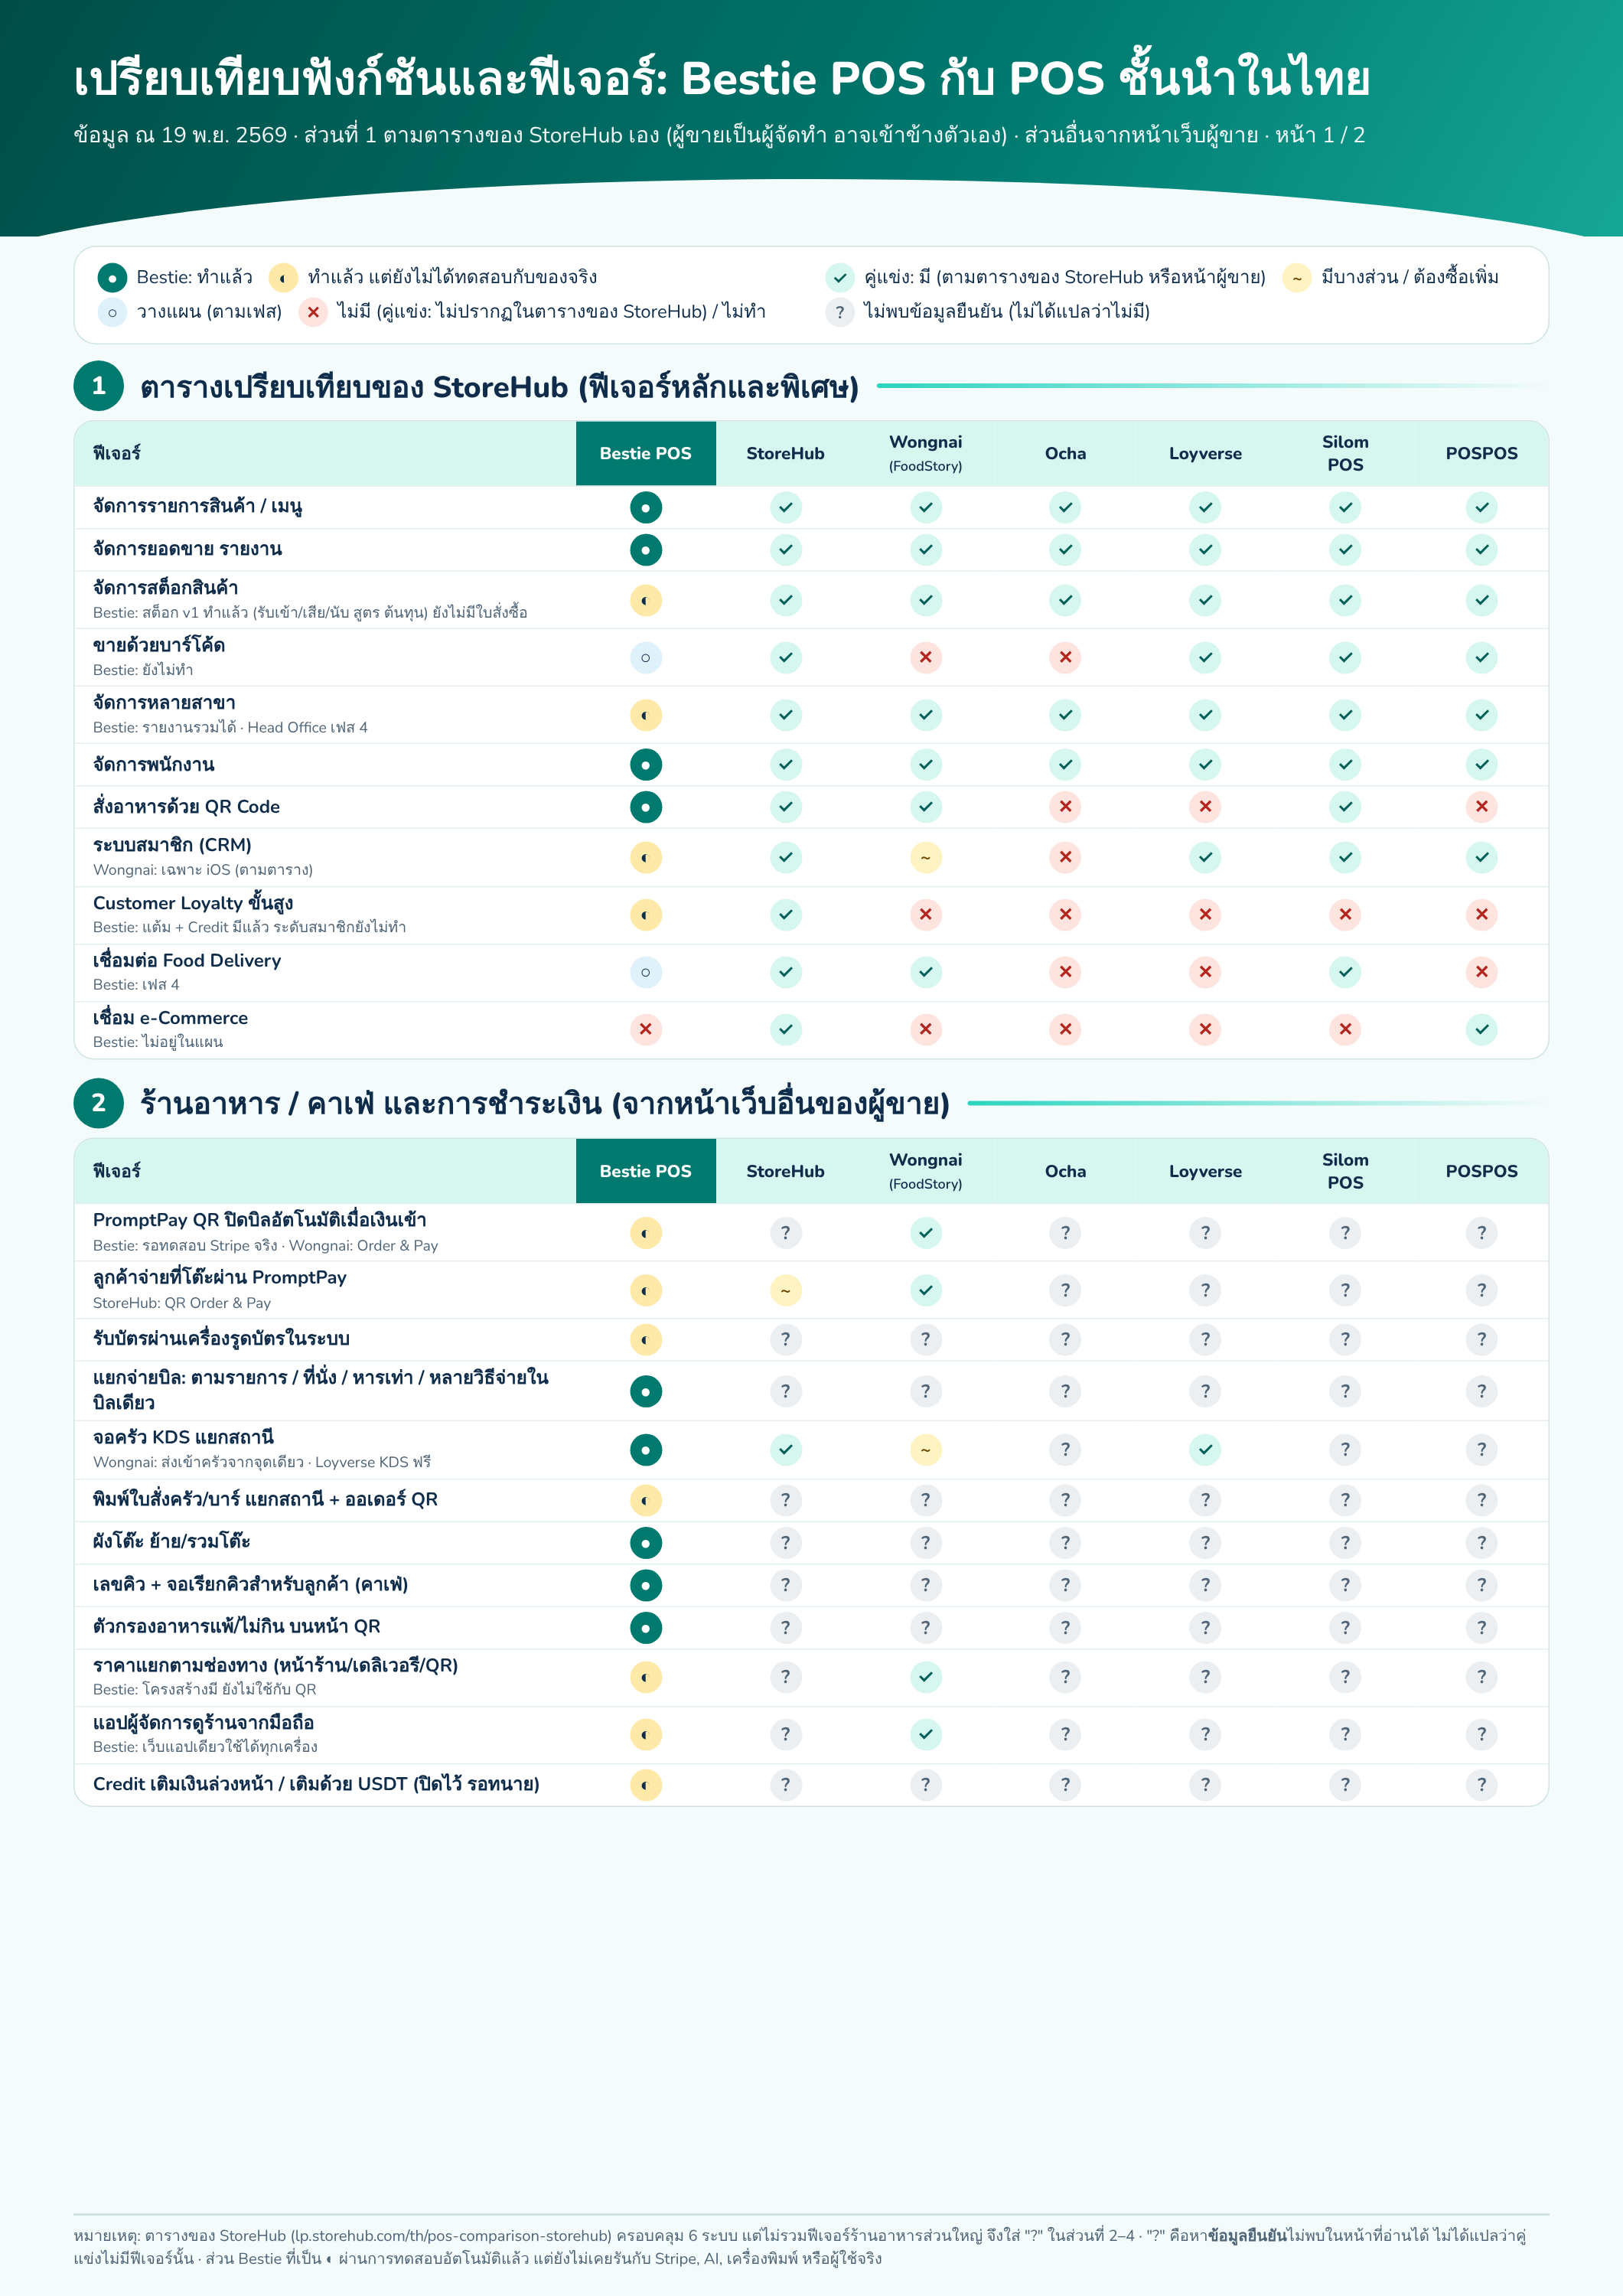 เปรียบเทียบฟังก์ชันและฟีเจอร์: Bestie POS กับ POS ชั้นนำในไทย
ข้อมูล ณ 19 พ.ย. 2569 · ส่วนที่ 1 ตามตารางของ StoreHub เอง (ผู้ขายเป็นผู้จัดทำ อาจเข้าข้างตัวเอง) · ส่วนอื่นจากหน้าเว็บผู้ขาย · หน้า 1 / 2
● Bestie: ทำแล้ว ◐ ทำแล้ว แต่ยังไม่ได้ทดสอบกับของจริง
○ วางแผน (ตามเฟส) ✕ ไม่มี (คู่แข่ง: ไม่ปรากฏในตารางของ StoreHub) / ไม่ทำ
✓ คู่แข่ง: มี (ตามตารางของ StoreHub หรือหน้าผู้ขาย) ~ มีบางส่วน / ต้องซื้อเพิ่ม
? ไม่พบข้อมูลยืนยัน (ไม่ได้แปลว่าไม่มี)
1 ตารางเปรียบเทียบของ StoreHub (ฟีเจอร์หลักและพิเศษ)
ฟีเจอร์ Bestie POS StoreHub Wongnai (FoodStory) Ocha Loyverse Silom POS POSPOS
จัดการรายการสินค้า / เมนู ● ✓ ✓ ✓ ✓ ✓ ✓
จัดการยอดขาย รายงาน ● ✓ ✓ ✓ ✓ ✓ ✓
จัดการสต็อกสินค้า ◐ ✓ ✓ ✓ ✓ ✓ ✓
Bestie: สต็อก v1 ทำแล้ว (รับเข้า/เสีย/นับ สูตร ต้นทุน) ยังไม่มีใบสั่งซื้อ
ขายด้วยบาร์โค้ด ○ ✓ ✕ ✕ ✓ ✓ ✓
Bestie: ยังไม่ทำ
จัดการหลายสาขา ◐ ✓ ✓ ✓ ✓ ✓ ✓
Bestie: รายงานรวมได้ · Head Office เฟส 4
จัดการพนักงาน ● ✓ ✓ ✓ ✓ ✓ ✓
สั่งอาหารด้วย QR Code ● ✓ ✓ ✕ ✕ ✓ ✕
ระบบสมาชิก (CRM) ◐ ✓ ~ ✕ ✓ ✓ ✓
Wongnai: เฉพาะ iOS (ตามตาราง)
Customer Loyalty ขั้นสูง ◐ ✓ ✕ ✕ ✕ ✕ ✕
Bestie: แต้ม + Credit มีแล้ว ระดับสมาชิกยังไม่ทำ
เชื่อมต่อ Food Delivery ○ ✓ ✓ ✕ ✕ ✓ ✕
Bestie: เฟส 4
เชื่อม e-Commerce ✕ ✓ ✕ ✕ ✕ ✕ ✓
Bestie: ไม่อยู่ในแผน
2 ร้านอาหาร / คาเฟ่ และการชำระเงิน (จากหน้าเว็บอื่นของผู้ขาย)
ฟีเจอร์ Bestie POS StoreHub Wongnai (FoodStory) Ocha Loyverse Silom POS POSPOS
PromptPay QR ปิดบิลอัตโนมัติเมื่อเงินเข้า ◐ ? ✓ ? ? ? ?
Bestie: รอทดสอบ Stripe จริง · Wongnai: Order & Pay
ลูกค้าจ่ายที่โต๊ะผ่าน PromptPay ◐ ~ ✓ ? ? ? ?
StoreHub: QR Order & Pay
รับบัตรผ่านเครื่องรูดบัตรในระบบ ◐ ? ? ? ? ? ?
แยกจ่ายบิล: ตามรายการ / ที่นั่ง / หารเท่า / หลายวิธีจ่ายใน
บิลเดียว ● ? ? ? ? ? ?
จอครัว KDS แยกสถานี ● ✓ ~ ? ✓ ? ?
Wongnai: ส่งเข้าครัวจากจุดเดียว · Loyverse KDS ฟรี
พิมพ์ใบสั่งครัว/บาร์ แยกสถานี + ออเดอร์ QR ◐ ? ? ? ? ? ?
ผังโต๊ะ ย้าย/รวมโต๊ะ ● ? ? ? ? ? ?
เลขคิว + จอเรียกคิวสำหรับลูกค้า (คาเฟ่) ● ? ? ? ? ? ?
ตัวกรองอาหารแพ้/ไม่กิน บนหน้า QR ● ? ? ? ? ? ?
ราคาแยกตามช่องทาง (หน้าร้าน/เดลิเวอรี/QR) ◐ ? ✓ ? ? ? ?
Bestie: โครงสร้างมี ยังไม่ใช้กับ QR
แอปผู้จัดการดูร้านจากมือถือ ◐ ? ✓ ? ? ? ?
Bestie: เว็บแอปเดียวใช้ได้ทุกเครื่อง
Credit เติมเงินล่วงหน้า / เติมด้วย USDT (ปิดไว้ รอทนาย) ◐ ? ? ? ? ? ?
หมายเหตุ: ตารางของ StoreHub (lp.storehub.com/th/pos-comparison-storehub) ครอบคลุม 6 ระบบ แต่ไม่รวมฟีเจอร์ร้านอาหารส่วนใหญ่ จึงใส่ "?" ในส่วนที่ 2–4 · "?" คือหาข้อมูลยืนยันไม่พบในหน้าที่อ่านได้ ไม่ได้แปลว่าคู่
แข่งไม่มีฟีเจอร์นั้น · ส่วน Bestie ที่เป็น ◐ ผ่านการทดสอบอัตโนมัติแล้ว แต่ยังไม่เคยรันกับ Stripe, AI, เครื่องพิมพ์ หรือผู้ใช้จริง